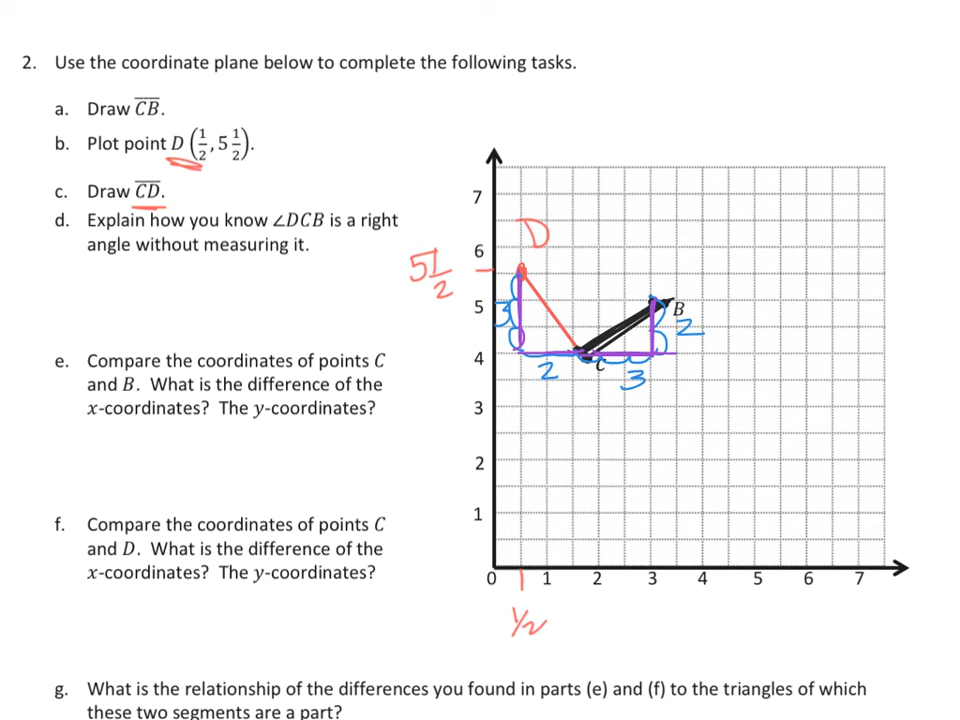 2. Use the coordinate plane below to complete the following tasks.
a. Draw C̅B̅.
b. Plot point D (1/2, 5 1/2).
c. Draw C̅D̅.
d. Explain how you know ∠DCB is a right
angle without measuring it.
e. Compare the coordinates of points C
and B. What is the difference of the
x-coordinates? The y-coordinates?
f. Compare the coordinates of points C
and D. What is the difference of the
x-coordinates? The y-coordinates?
g. What is the relationship of the differences you found in parts (e) and (f) to the triangles of which
these two segments are a part?
7
D
6
5 1/2
5
3
B
2
4
C
2
3
3
2
1
0 1 2 3 4 5 6 7
1/2